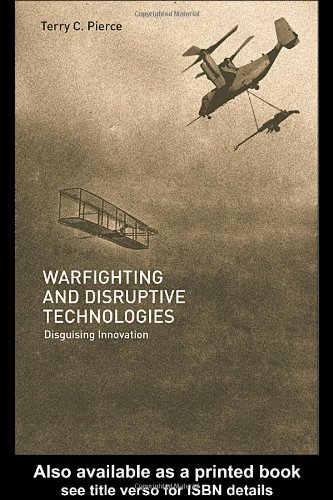 Terry C. Pierce
WARFIGHTING
AND DISRUPTIVE
TECHNOLOGIES
Disguising Innovation
Also available as a printed book
see title verso for ISBN details